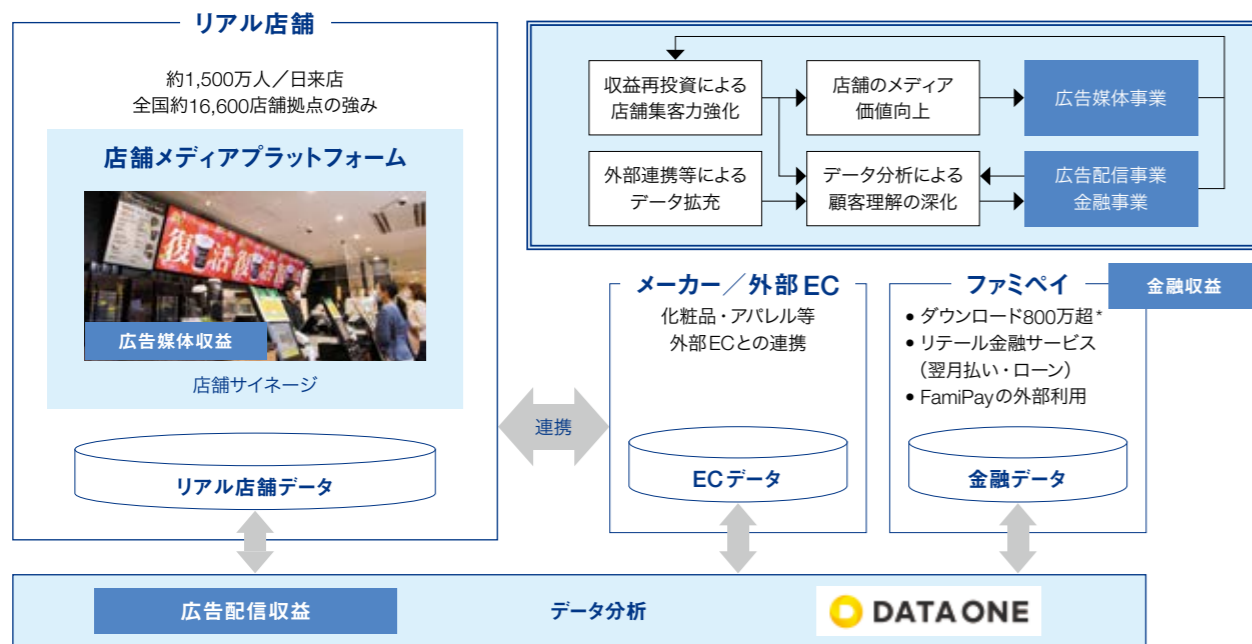 リアル店舗
約1,500万人／日来店
全国約16,600店舗拠点の強み
店舗メディアプラットフォーム
復活
復活
復活
広告媒体収益
店舗サイネージ
リアル店舗データ
収益再投資による
店舗集客力強化
店舗のメディア
価値向上
広告媒体事業
外部連携等による
データ拡充
データ分析による
顧客理解の深化
広告配信事業
金融事業
連携
メーカー／外部EC
化粧品・アパレル等
外部ECとの連携
ECデータ
ファミペイ
金融収益
• ダウンロード800万超*
• リテール金融サービス
（翌月払い・ローン）
• FamiPayの外部利用
金融データ
広告配信収益
データ分析
DATA ONE